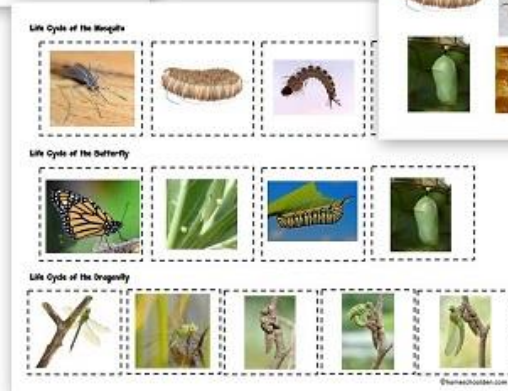 Life Cycle of the Mosquito
Life Cycle of the Butterfly
Life Cycle of the Dragonfly
©homeschoolden.com